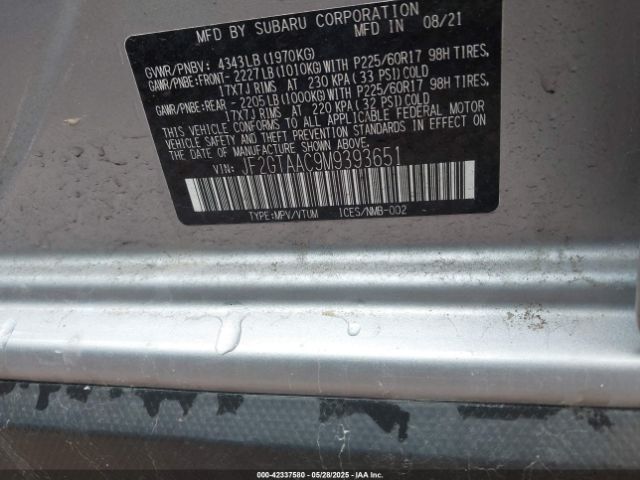 MFD BY SUBARU CORPORATION
MFD IN 08/21
GVWR/PNBV: 4343LB(1970KG)
GAWR/PNBE:FRONT- 2227LB(1010KG)WITH P225/60R17 98H TIRES,
17X7J RIMS AT 230 KPA(33 PSI)COLD
GAWR/PNBE:REAR - 2205LB(1000KG)WITH P225/60R17 98H TIRES,
17X7J RIMS AT 220 KPA(32 PSI)COLD
THIS VEHICLE CONFORMS TO ALL APPLICABLE FEDERAL MOTOR
VEHICLE SAFETY AND THEFT PREVENTION STANDARDS
IN EFFECT ON THE DATE OF MANUFACTURE SHOWN ABOVE.
VIN: JF2GTAAC9M9393651
TYPE:MPV/VTUM ICES/NMB-002
000-42337580 - 05/28/2025 - IAA Inc.